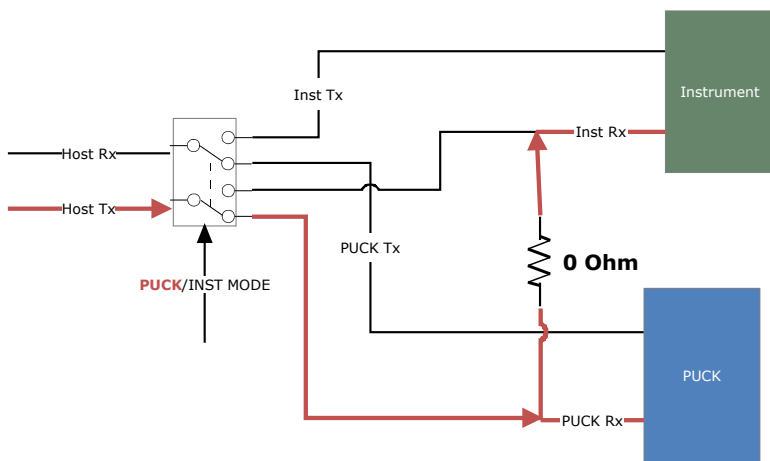 Instrument
Inst Tx
Inst Rx
Host Rx
Host Tx
PUCK Tx
0 Ohm
PUCK/INST MODE
PUCK
PUCK Rx